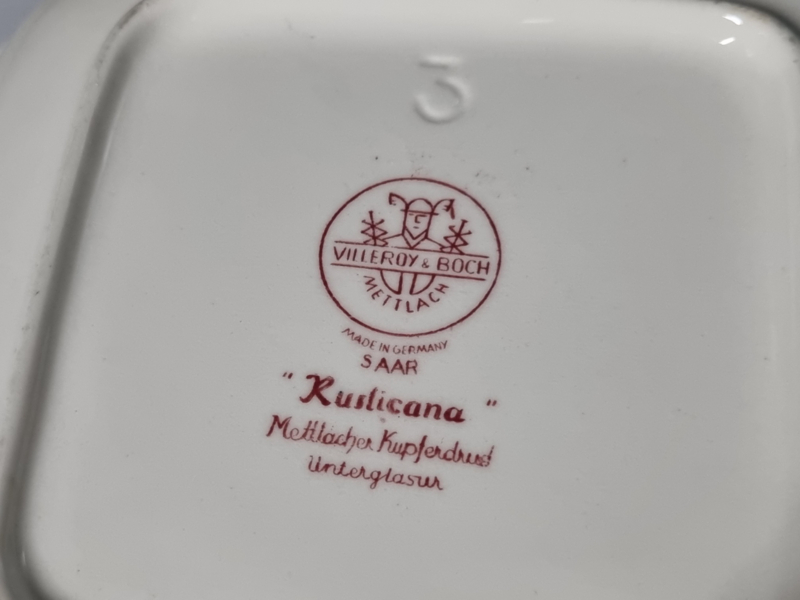 3
VILLEROY & BOCH
METTLACH
MADE IN GERMANY
SAAR
"Rusticana"
Mettlacher Kupferdruck
Unterglasur